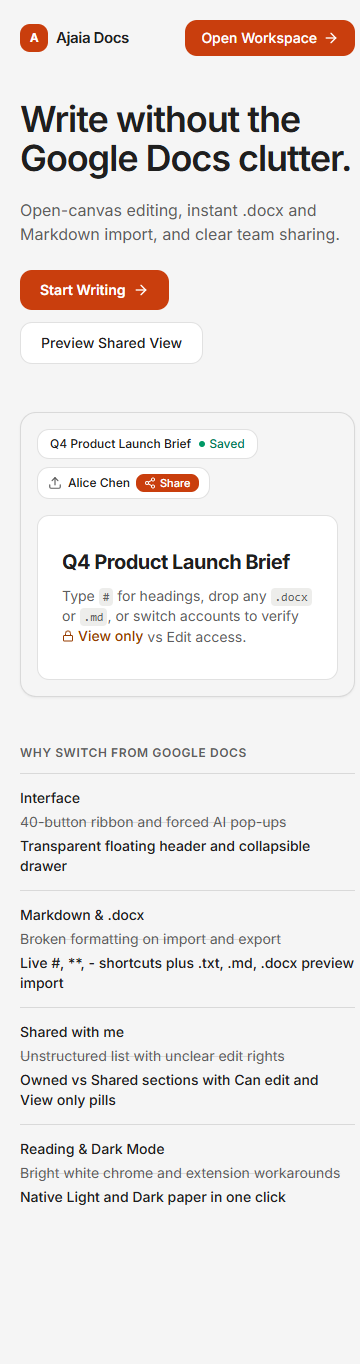 A Ajaia Docs Open Workspace →
Write without the
Google Docs clutter.
Open-canvas editing, instant .docx and
Markdown import, and clear team sharing.
Start Writing →
Preview Shared View
Q4 Product Launch Brief Saved
Alice Chen Share
Q4 Product Launch Brief
Type # for headings, drop any .docx
or .md, or switch accounts to verify
View only vs Edit access.
WHY SWITCH FROM GOOGLE DOCS
Interface
40-button ribbon and forced AI pop-ups
Transparent floating header and collapsible
drawer
Markdown & .docx
Broken formatting on import and export
Live #, **, - shortcuts plus .txt, .md, .docx preview
import
Shared with me
Unstructured list with unclear edit rights
Owned vs Shared sections with Can edit and
View only pills
Reading & Dark Mode
Bright white chrome and extension workarounds
Native Light and Dark paper in one click